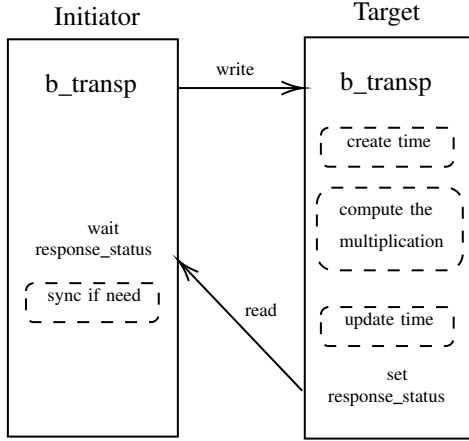 Initiator
Target
b_transp
write
b_transp
create time
compute the
multiplication
wait
response_status
sync if need
read
update time
set
response_status